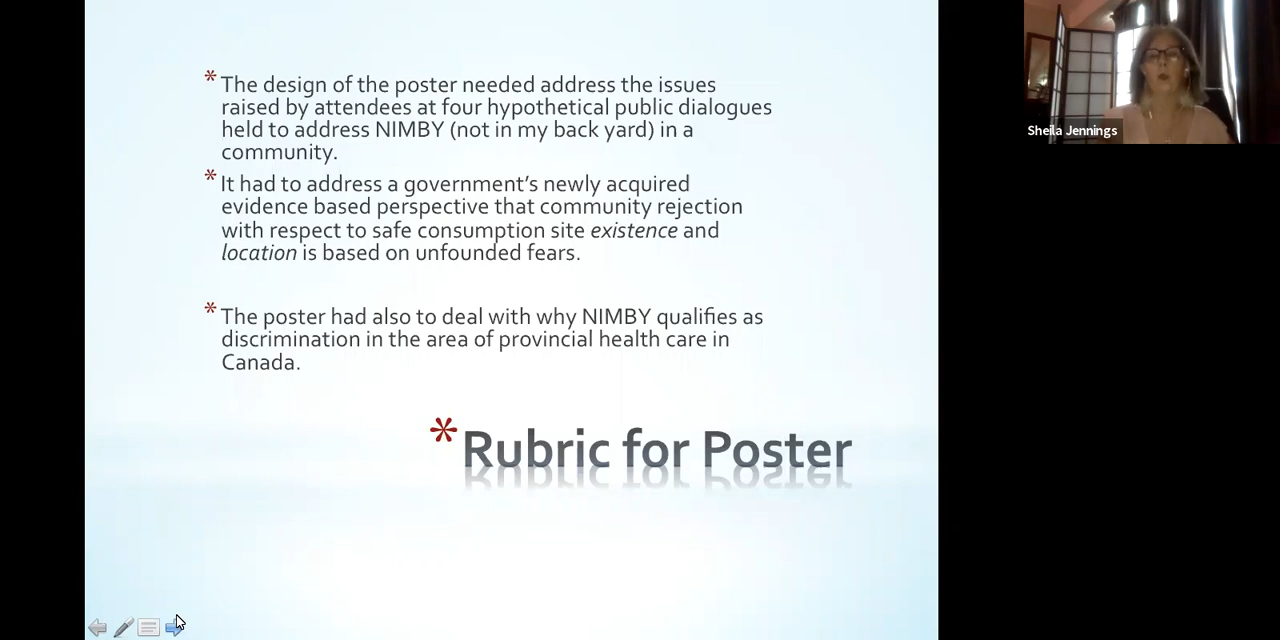 * The design of the poster needed address the issues
raised by attendees at four hypothetical public dialogues
held to address NIMBY (not in my back yard) in a
community.
* It had to address a government’s newly acquired
evidence based perspective that community rejection
with respect to safe consumption site existence and
location is based on unfounded fears.
* The poster had also to deal with why NIMBY qualifies as
discrimination in the area of provincial health care in
Canada.
* Rubric for Poster
Sheila Jennings